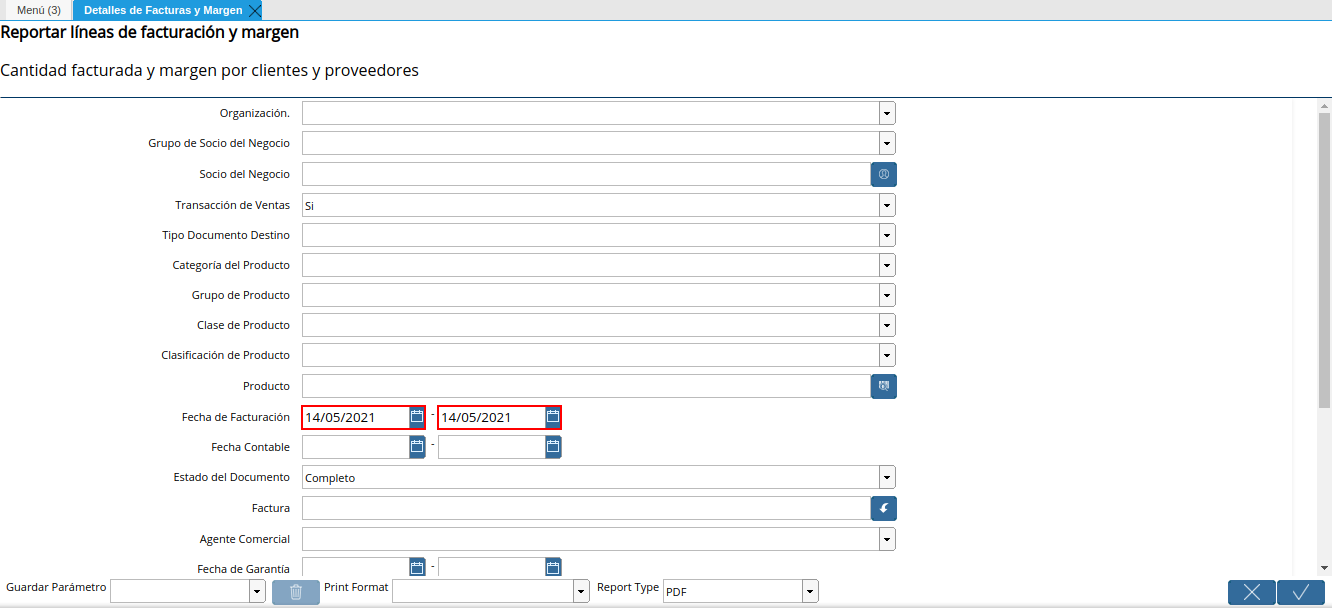 Menú (3) Detalles de Facturas y Margen
Reportar líneas de facturación y margen
Cantidad facturada y margen por clientes y proveedores
Organización.
Grupo de Socio del Negocio
Socio del Negocio
Transacción de Ventas Si
Tipo Documento Destino
Categoría del Producto
Grupo de Producto
Clase de Producto
Clasificación de Producto
Producto
Fecha de Facturación 14/05/2021 - 14/05/2021
Fecha Contable -
Estado del Documento Completo
Factura
Agente Comercial
Fecha de Garantía -
Guardar Parámetro Print Format Report Type PDF